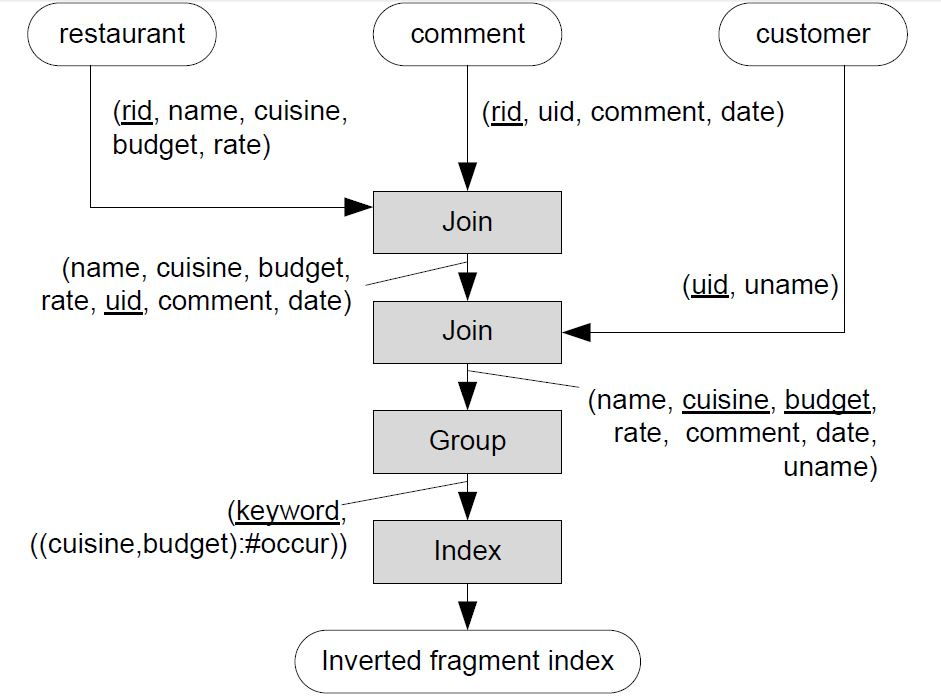 restaurant
comment
customer
(rid, name, cuisine,
budget, rate)
(rid, uid, comment, date)
Join
(name, cuisine, budget,
rate, uid, comment, date)
(uid, uname)
Join
(name, cuisine, budget,
rate, comment, date,
uname)
Group
(keyword,
((cuisine,budget):#occur))
Index
Inverted fragment index